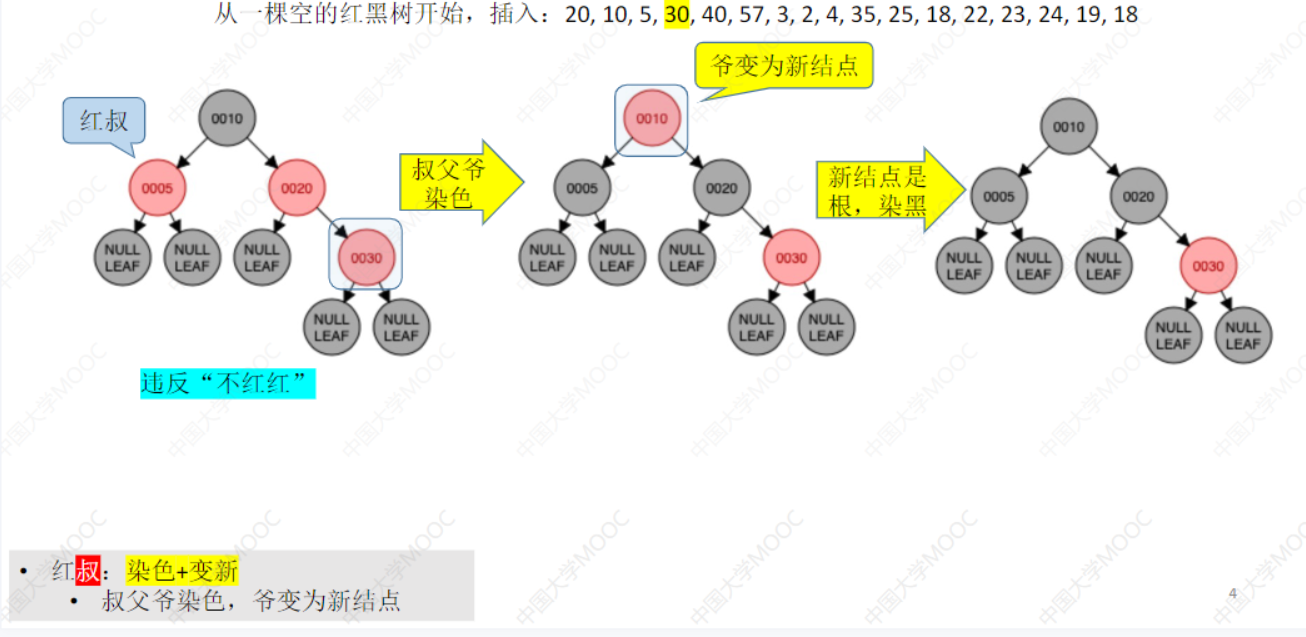 从一棵空的红黑树开始，插入：20, 10, 5, 30, 40, 57, 3, 2, 4, 35, 25, 18, 22, 23, 24, 19, 18
红叔
0010
0005
0020
NULL LEAF
NULL LEAF
NULL LEAF
0030
NULL LEAF
NULL LEAF
违反“不红红”
叔父爷
染色
爷变为新结点
0010
0005
0020
NULL LEAF
NULL LEAF
NULL LEAF
0030
NULL LEAF
NULL LEAF
新结点是
根，染黑
0010
0005
0020
NULL LEAF
NULL LEAF
NULL LEAF
0030
NULL LEAF
NULL LEAF
• 红叔：染色+变新
• 叔父爷染色，爷变为新结点
4
中国大学MOOC